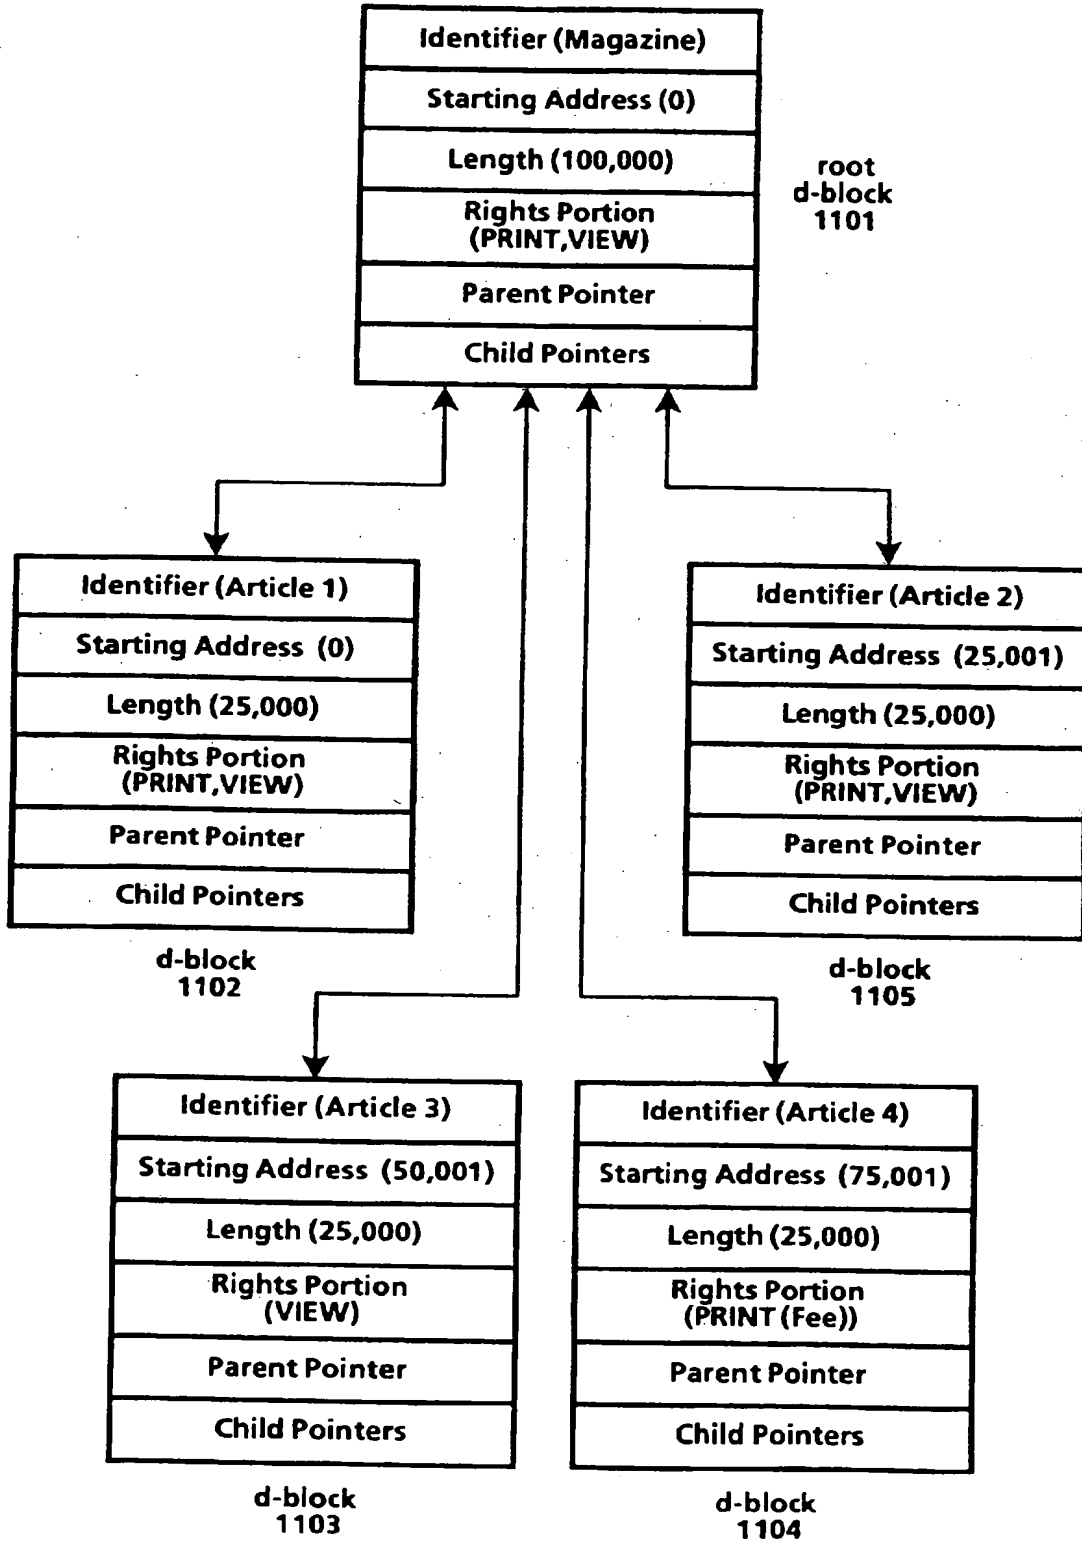 Identifier (Magazine)
Starting Address (0)
Length (100,000)
Rights Portion
(PRINT,VIEW)
Parent Pointer
Child Pointers
root
d-block
1101
Identifier (Article 1)
Starting Address (0)
Length (25,000)
Rights Portion
(PRINT,VIEW)
Parent Pointer
Child Pointers
d-block
1102
Identifier (Article 2)
Starting Address (25,001)
Length (25,000)
Rights Portion
(PRINT,VIEW)
Parent Pointer
Child Pointers
d-block
1105
Identifier (Article 3)
Starting Address (50,001)
Length (25,000)
Rights Portion
(VIEW)
Parent Pointer
Child Pointers
d-block
1103
Identifier (Article 4)
Starting Address (75,001)
Length (25,000)
Rights Portion
(PRINT (Fee))
Parent Pointer
Child Pointers
d-block
1104